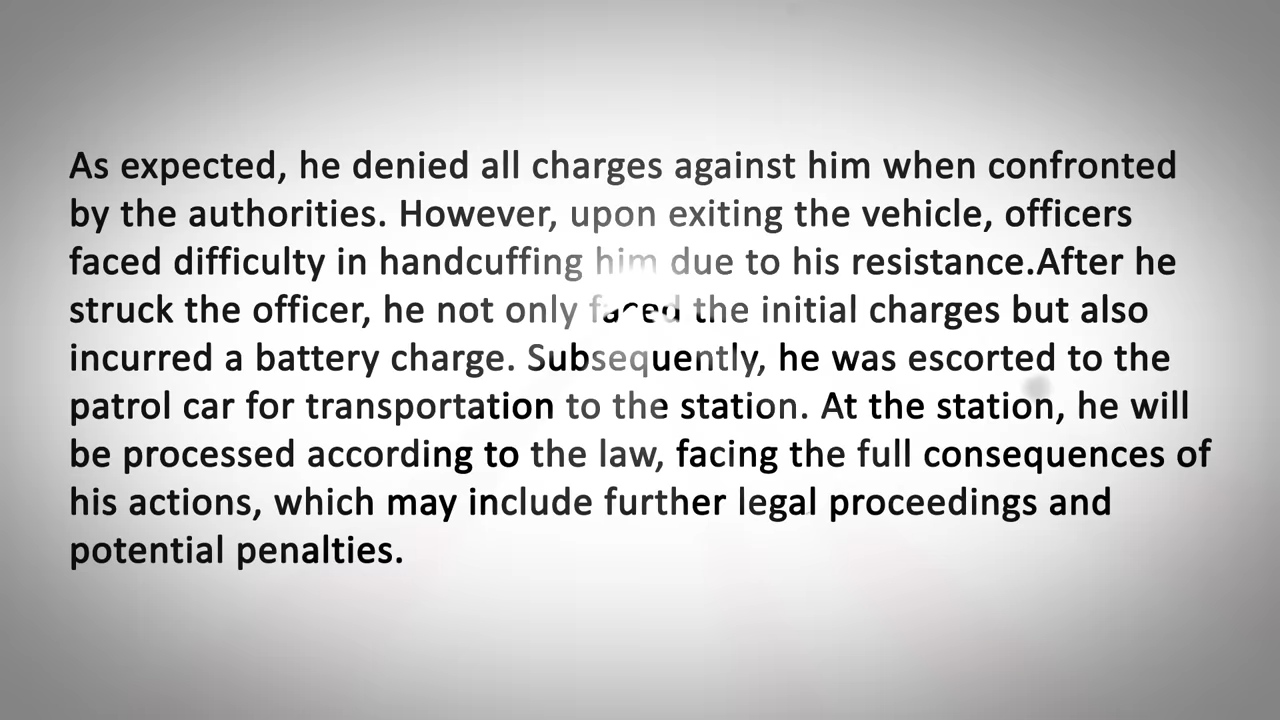 As expected, he denied all charges against him when confronted
by the authorities. However, upon exiting the vehicle, officers
faced difficulty in handcuffing him due to his resistance.After he
struck the officer, he not only faced the initial charges but also
incurred a battery charge. Subsequently, he was escorted to the
patrol car for transportation to the station. At the station, he will
be processed according to the law, facing the full consequences of
his actions, which may include further legal proceedings and
potential penalties.